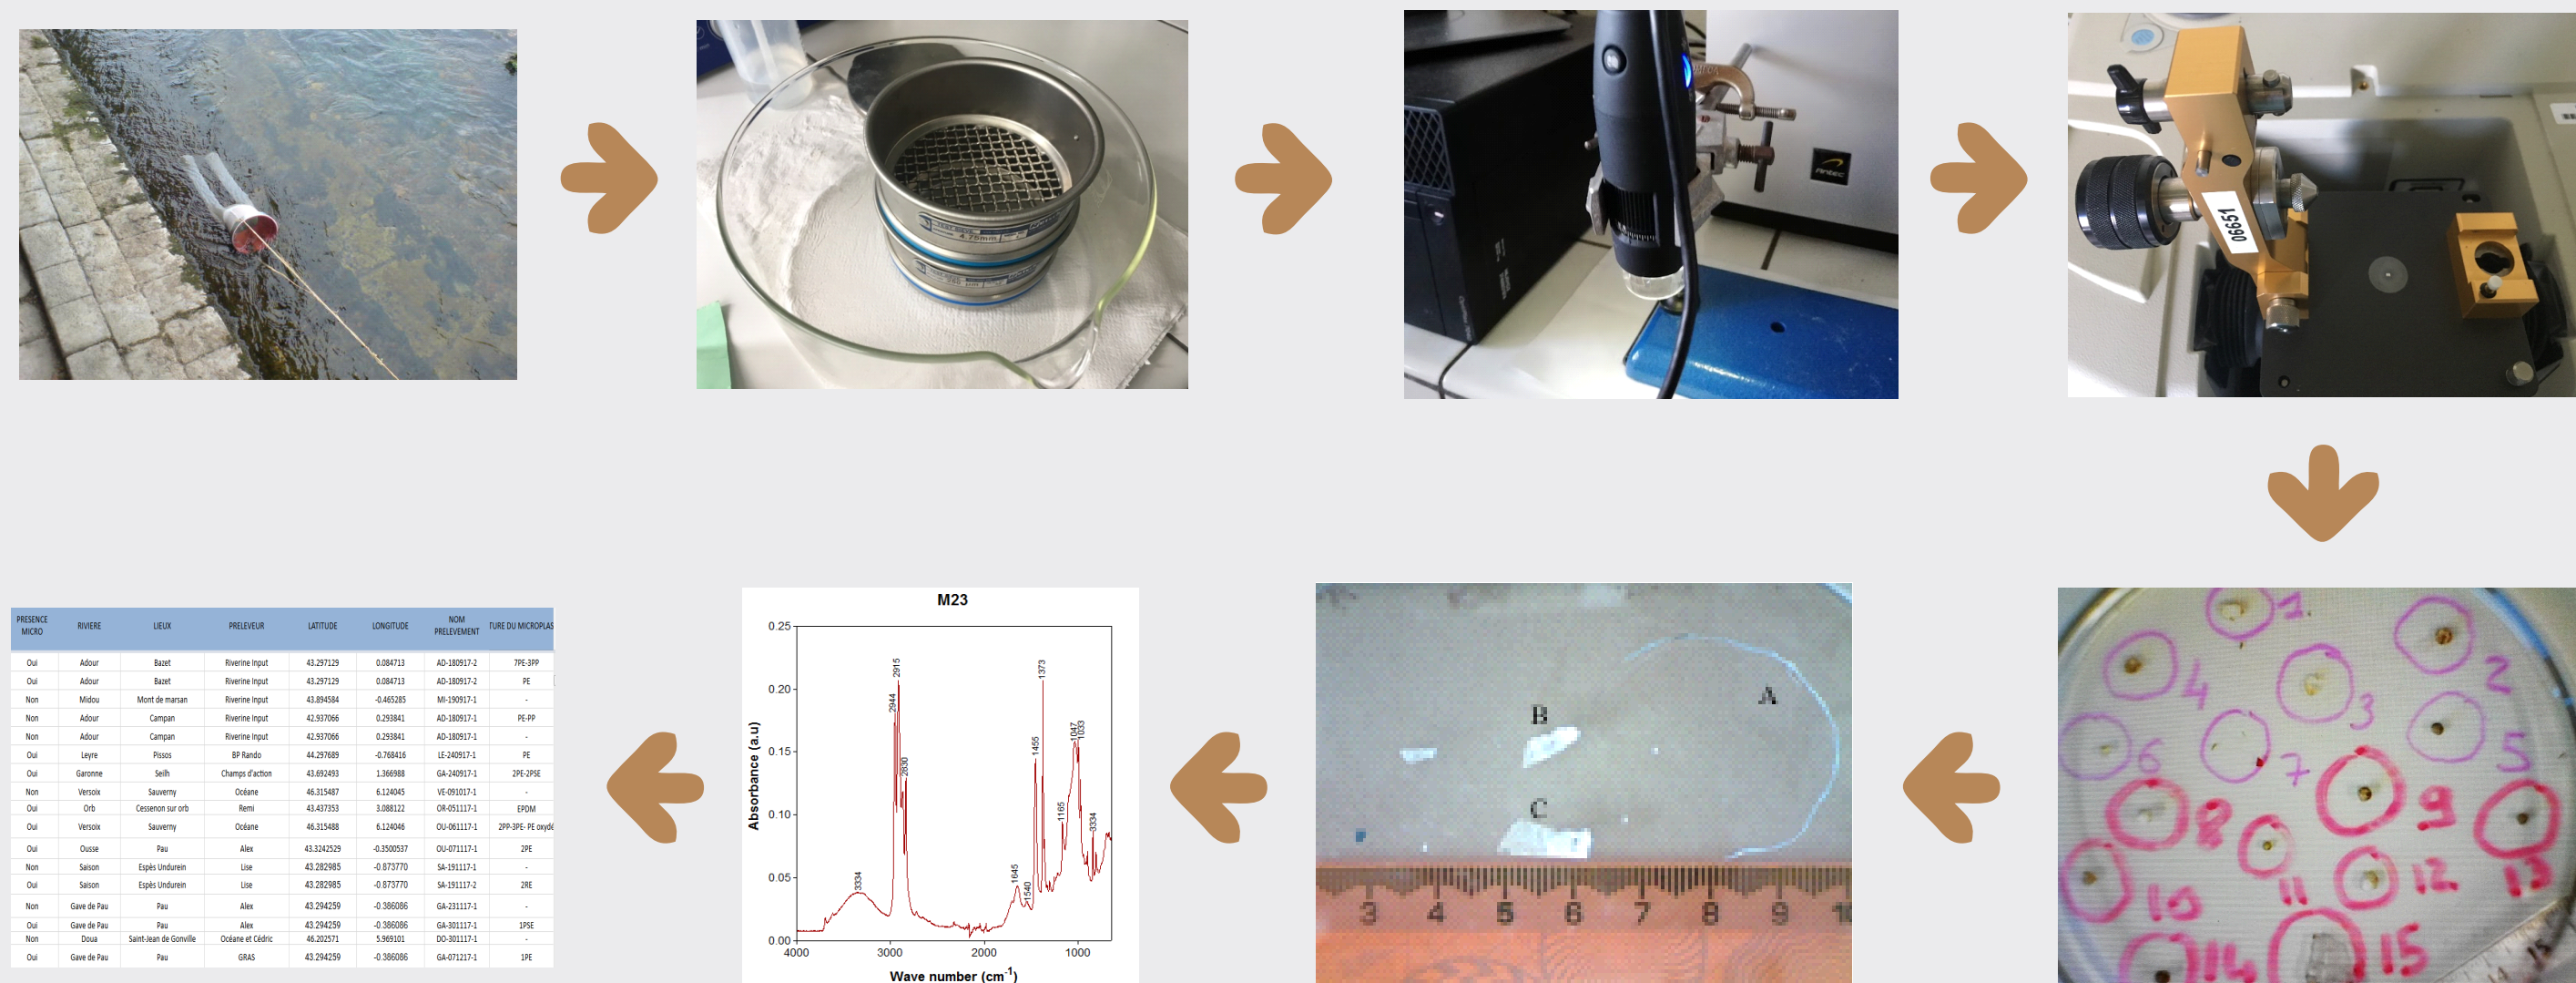 TEST SIEVE
4.75mm
ANTEC
06651
1
2
4
3
6
7
5
8
9
10
11
12
13
14
15
B
A
C
3 4 5 6 7 8 9 10
M23
Absorbance (a.u)
0.25
0.20
0.15
0.10
0.05
0.00
4000 3000 2000 1000
Wave number (cm-1)
3334
2944
2915
2830
1645
1540
1455
1373
1165
1047
1033
3334
PRESENCE MICRO RIVIERE LIEUX PRELEVEUR LATITUDE LONGITUDE NOM PRELEVEMENT TURE DU MICROPLAS
Oui Adour Bazet Riverine Input 43.297129 0.084713 AD-180917-2 7PE-3PP
Oui Adour Bazet Riverine Input 43.297129 0.084713 AD-180917-2 PE
Non Midou Mont de marsan Riverine Input 43.894584 -0.465285 MI-190917-1 -
Non Adour Campan Riverine Input 42.937066 0.293841 AD-180917-1 PE-PP
Non Adour Campan Riverine Input 42.937066 0.293841 AD-180917-1 -
Oui Leyre Pissos BP Rando 44.297689 -0.768416 LE-240917-1 PE
Oui Garonne Seilh Champs d'action 43.692493 1.366988 GA-240917-1 2PE-2PSE
Non Versoix Sauverny Océane 46.315487 6.124045 VE-091017-1 -
Oui Orb Cessenon sur orb Remi 43.437353 3.088122 OR-051117-1 EPDM
Oui Versoix Sauverny Océane 46.315488 6.124046 OU-061117-1 2PP-3PE- PE oxydé
Oui Ousse Pau Alex 43.3242529 -0.3500537 OU-071117-1 2PE
Non Saison Espès Undurein Lise 43.282985 -0.873770 SA-191117-1 -
Oui Saison Espès Undurein Lise 43.282985 -0.873770 SA-191117-2 2RE
Non Gave de Pau Pau Alex 43.294259 -0.386086 GA-231117-1 -
Oui Gave de Pau Pau Alex 43.294259 -0.386086 GA-301117-1 1PSE
Non Doua Saint-Jean de Gonville Océane et Cédric 46.202571 5.969101 DO-301117-1 -
Oui Gave de Pau Pau GRAS 43.294259 -0.386086 GA-071217-1 1PE